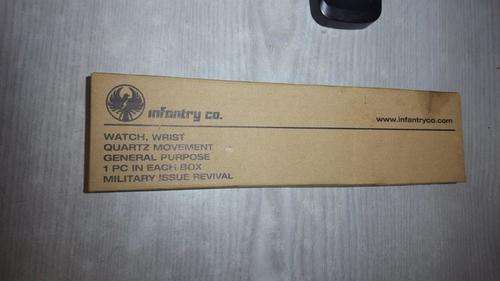 infantry co.
www.infantryco.com
WATCH, WRIST
QUARTZ MOVEMENT
GENERAL PURPOSE
1 PC IN EACH BOX
MILITARY ISSUE REVIVAL